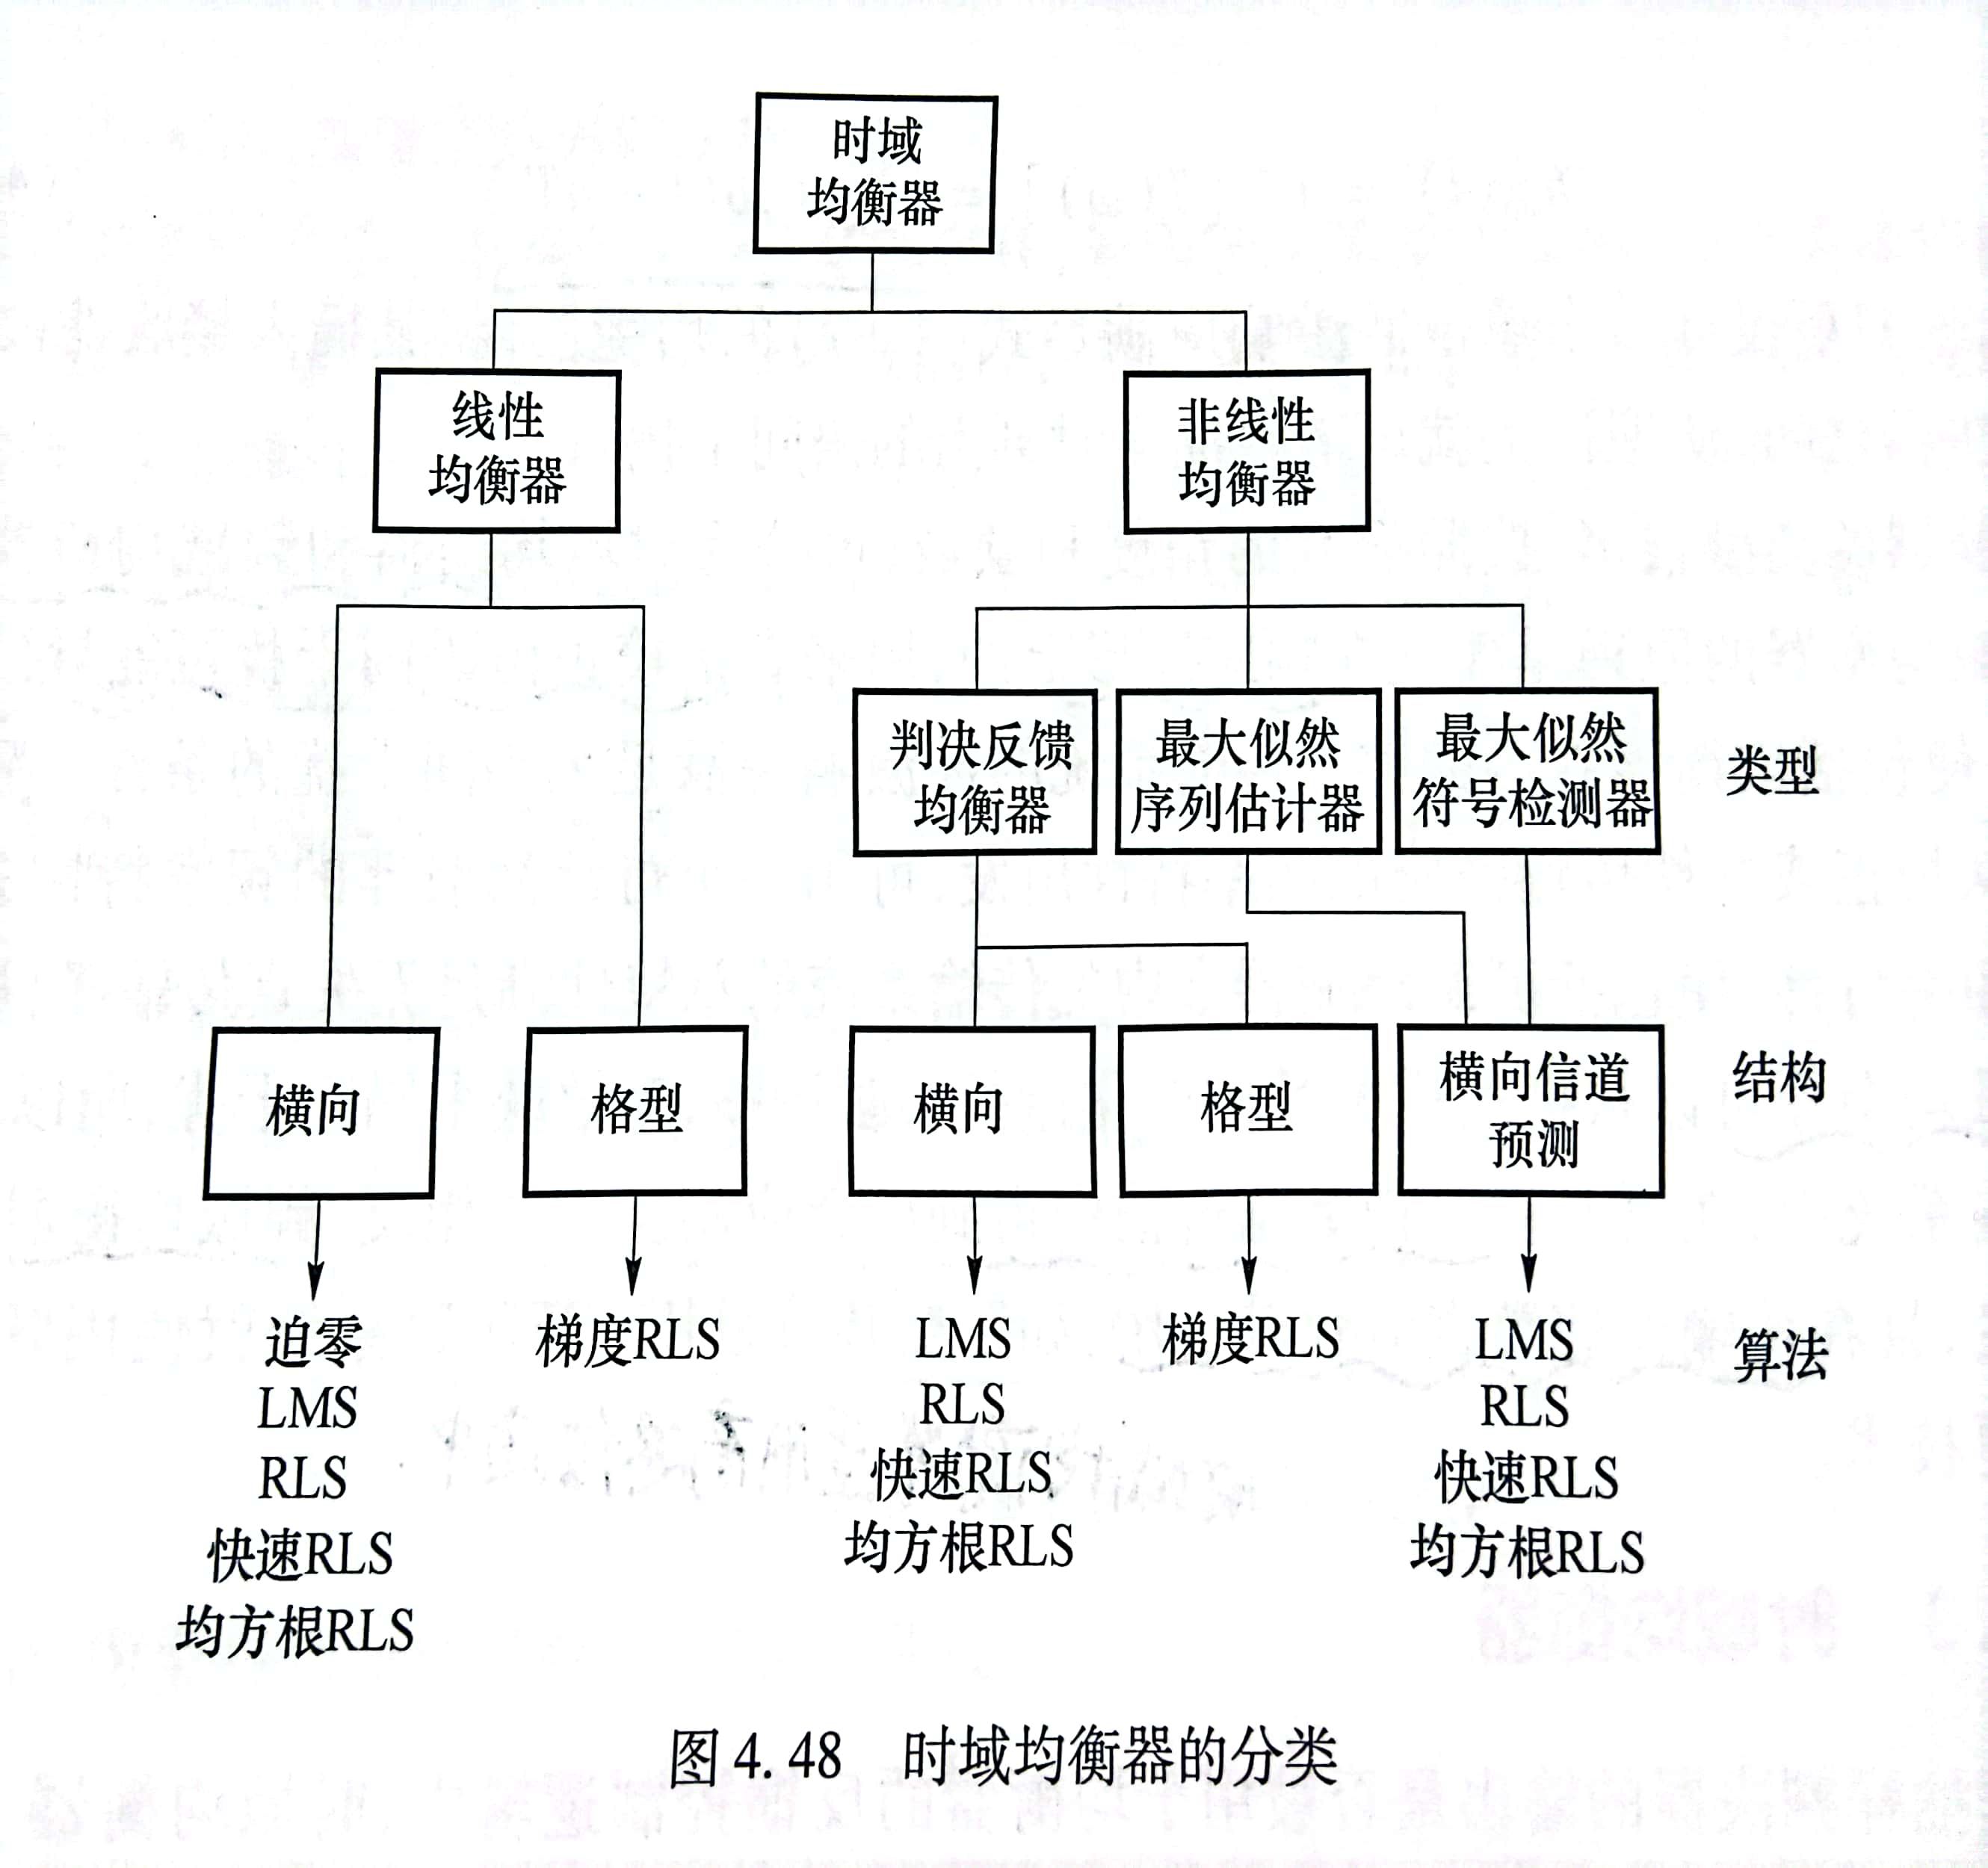 时域
均衡器
线性
均衡器
非线性
均衡器
判决反馈
均衡器
最大似然
序列估计器
最大似然
符号检测器
类型
横向
格型
横向
格型
横向信道
预测
结构
迫零
LMS
RLS
快速RLS
均方根RLS
梯度RLS
LMS
RLS
快速RLS
均方根RLS
梯度RLS
LMS
RLS
快速RLS
均方根RLS
算法
图4.48 时域均衡器的分类